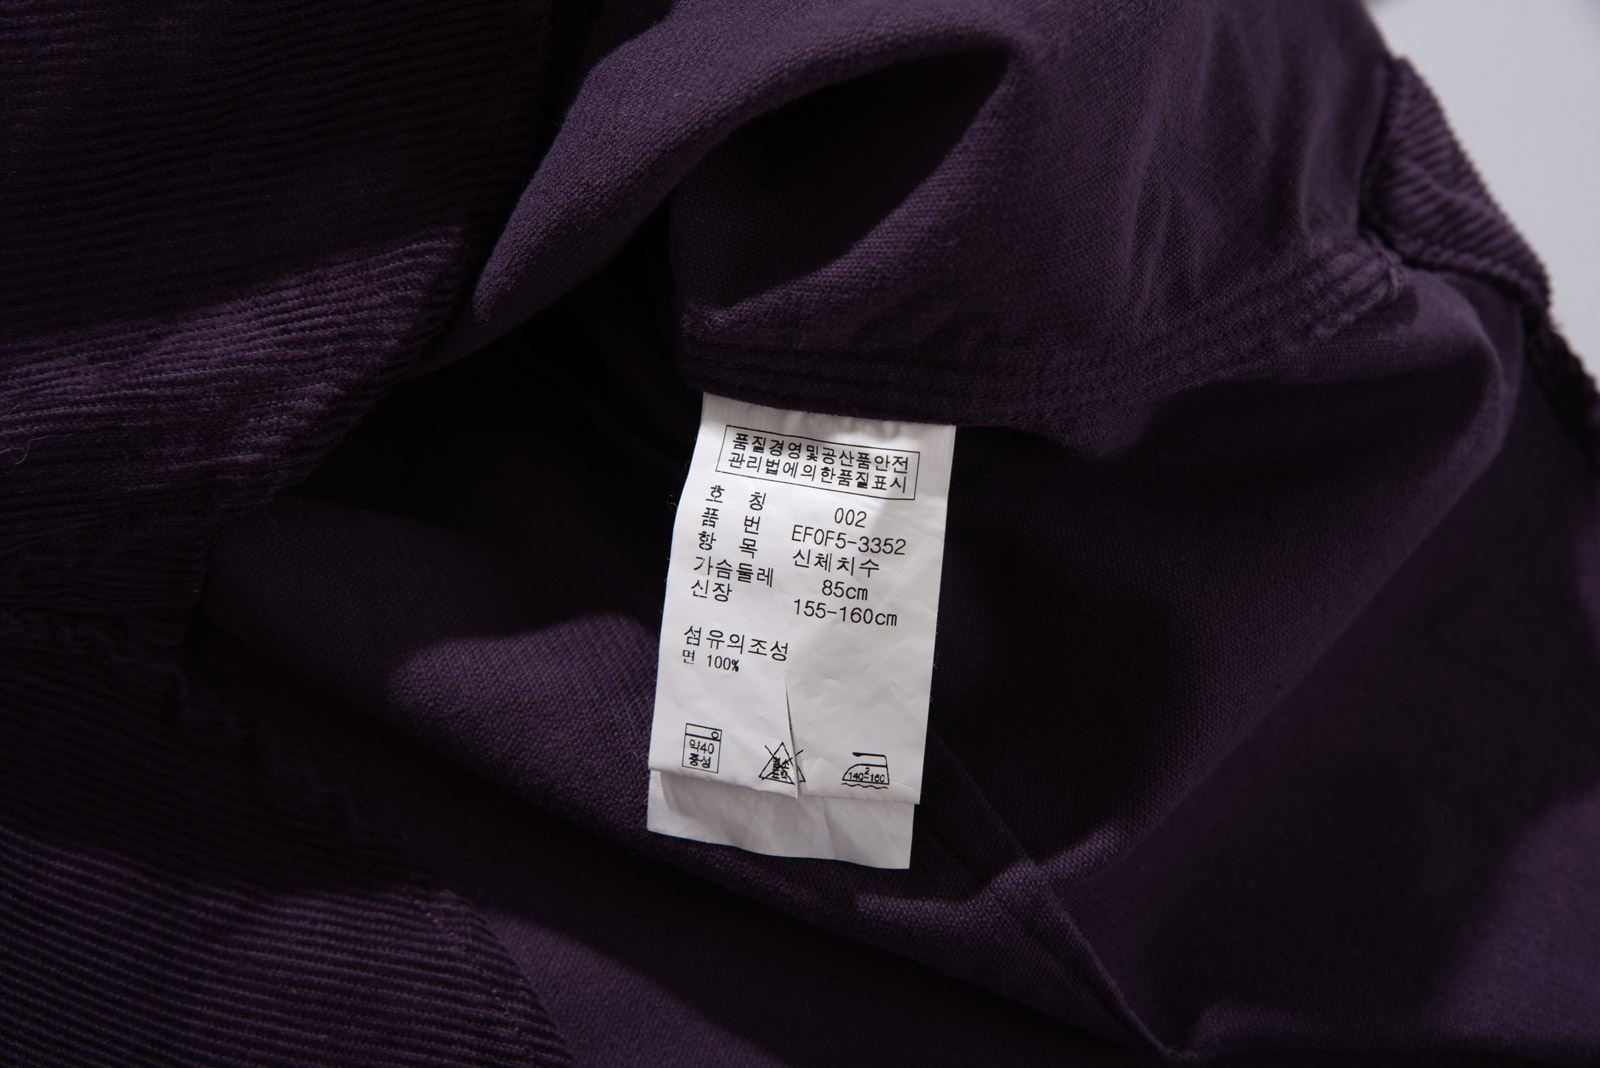 품질경영및공산품안전
관리법에의한품질표시
호 칭 002
품 번 EF0F5-3352
항 목 신체치수
가슴둘레 85cm
신장 155-160cm
섬유의조성
면 100%
약40
중성
140~160